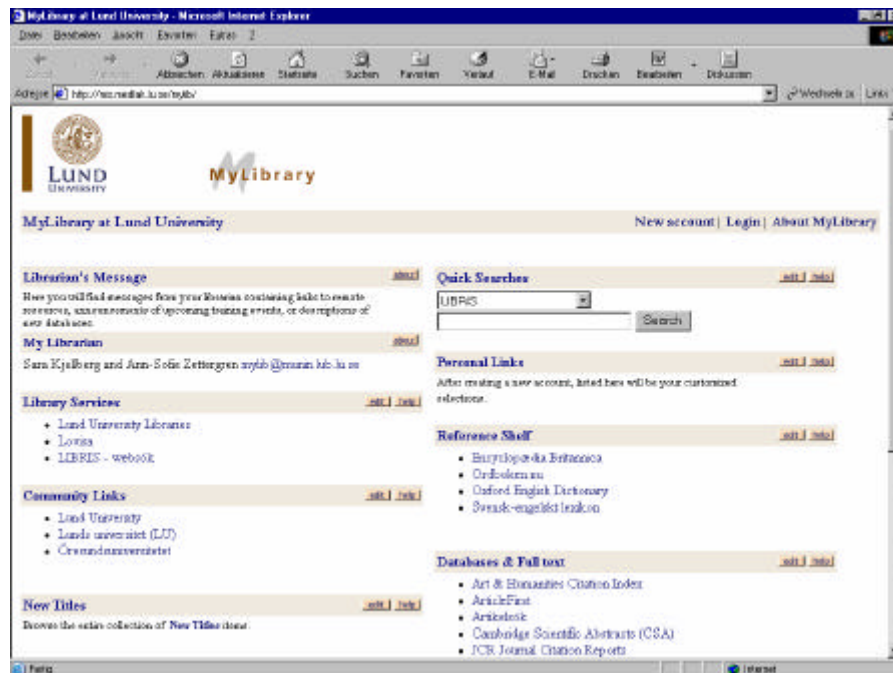 MyLibrary at Lund University - Microsoft Internet Explorer
Datei Bearbeiten Ansicht Favoriten Extras ?
Abbrechen Aktualisieren Startseite Suchen Favoriten Verlauf E-Mail Drucken Bearbeiten Diskussion
Adresse Wechseln zu Links
LUND
UNIVERSITY
MyLibrary
MyLibrary at Lund University
New account | Login | About MyLibrary
Librarian's Message about
Here you will find messages from your librarian containing links to remote
resources, announcements of upcoming training events, or descriptions of
new databases.
My Librarian about
Sara Kjellberg and Ann-Sofie Zettergren mylib@munin.lub.lu.se
Library Services edit help
Lund University Libraries
Lovisa
LIBRIS - websök
Community Links edit help
Lund University
Lunds universitet (LU)
Öresundsuniversitetet
New Titles edit help
Browse the entire collection of New Titles items.
Quick Searches edit help
LIBRIS
Search
Personal Links edit help
After creating a new account, listed here will be your customized
selections.
Reference Shelf edit help
Encyclopædia Britannica
Ordboken.nu
Oxford English Dictionary
Svensk-engelskt lexikon
Databases & Full text edit help
Art & Humanities Citation Index
ArticleFirst
Artikelsök
Cambridge Scientific Abstracts (CSA)
JCR Journal Citation Reports
Fertig
Internet